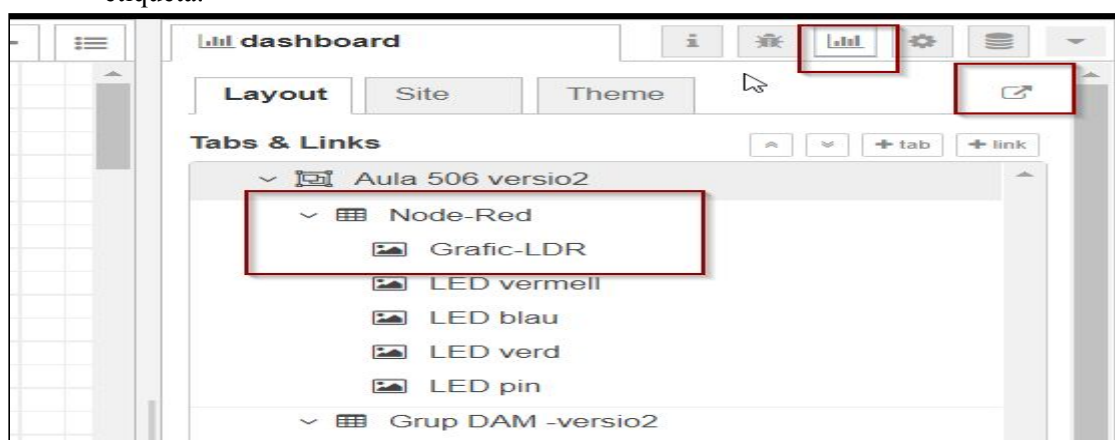 etiqueta.
dashboard
i
Layout Site Theme
Tabs & Links + tab + link
Aula 506 versio2
Node-Red
Grafic-LDR
LED vermell
LED blau
LED verd
LED pin
Grup DAM -versio2